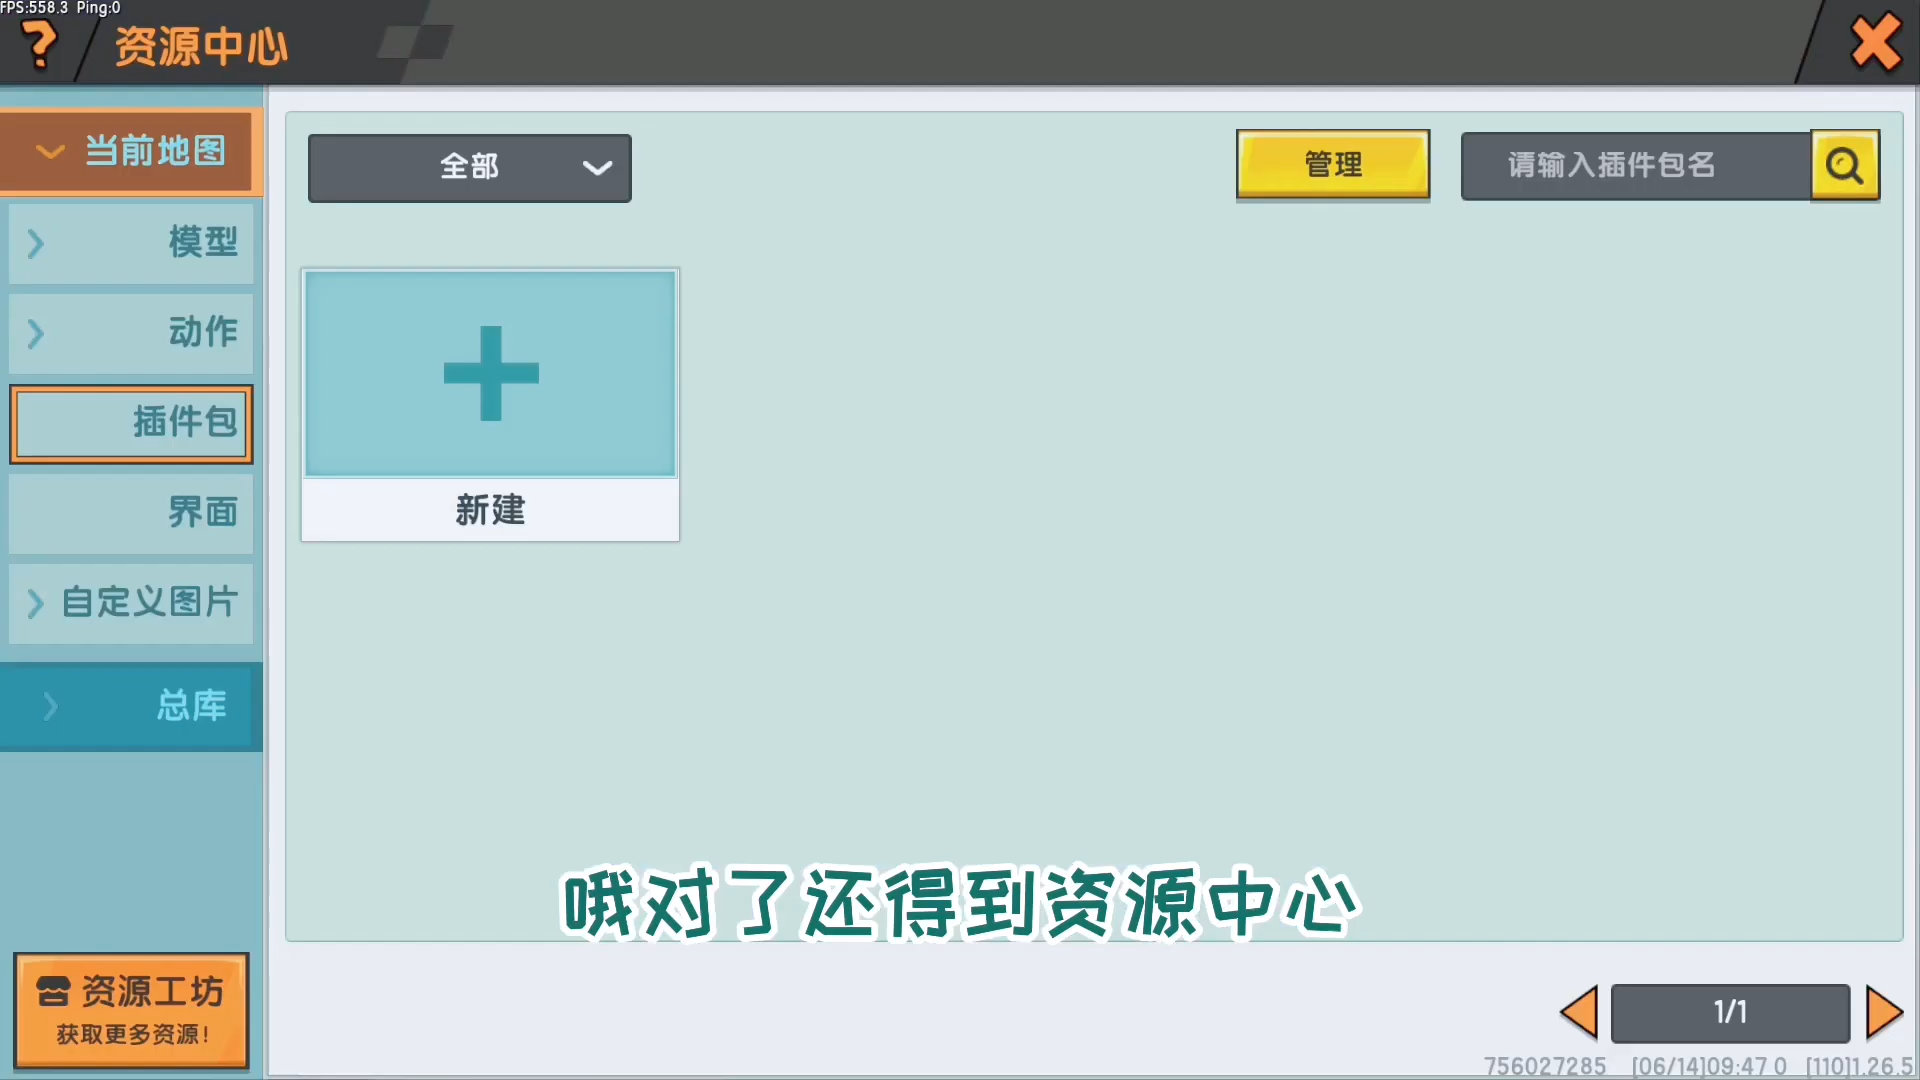 FPS:558.3 Ping:0
资源中心
当前地图
模型
动作
插件包
界面
自定义图片
总库
资源工坊
获取更多资源!
全部
管理
请输入插件包名
新建
哦对了还得到资源中心
1/1
756027285 [06/14]09:47 0 [110]1.26.5